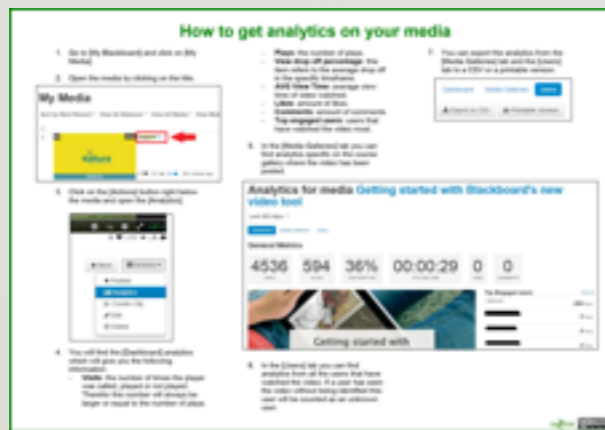 How to get analytics on your media
1. Go to [My Blackboard] and click on [My
Media].
2. Open the media by clicking on the title.
My Media
3. Click on the [Actions] button right below
the media and open the [Analytics].
4. You will find the [Dashboard] analytics
which will give you the following
information:
- Visits: the number of times the player
was called, played or not played.
Therefor this number will always be
larger or equal to the number of plays.
- Plays: the number of plays.
- View drop off percentage: this
item refers to the average drop off
in the specific timeframe.
- AVG View Time: average view
time of video watched.
- Likes: amount of likes.
- Comments: amount of comments.
- Top engaged users: users that
have watched the video most.
5. In the [Media Galleries] tab you can
find analytics specific on the course
gallery where the video has been
posted.
Analytics for media Getting started with Blackboard's new
video tool
General Metrics
4536 594 36% 00:00:29 0 0
Top Engaged Users
Getting started with
6. In the [Users] tab you can find
analytics from all the users that have
watched the video. If a user has seen
the video without being identified this
user will be counted as an unknown
user.
7. You can export the analytics from the
[Media Galleries] tab and the [Users]
tab to a CSV or a printable version.
Dashboard Media Galleries Users
Export to CSV Printable Version